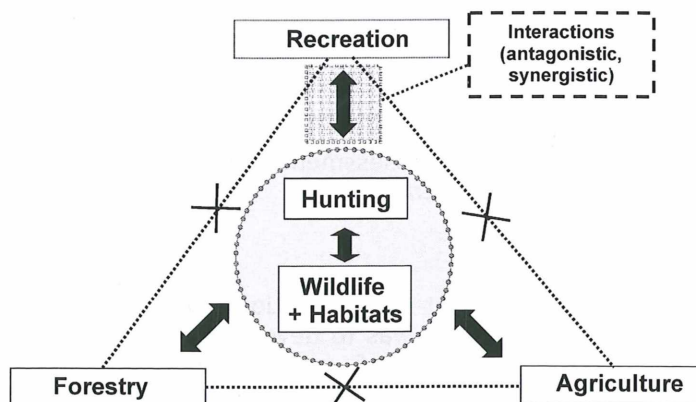 Recreation
Interactions
(antagonistic,
synergistic)
Hunting
Wildlife
+ Habitats
Forestry
Agriculture